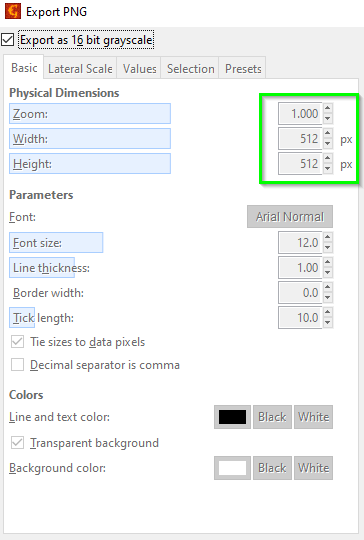 Export PNG
Export as 16 bit grayscale
Basic Lateral Scale Values Selection Presets
Physical Dimensions
Zoom: 1.000
Width: 512 px
Height: 512 px
Parameters
Font: Arial Normal
Font size: 12.0
Line thickness: 1.00
Border width: 0.0
Tick length: 10.0
Tie sizes to data pixels
Decimal separator is comma
Colors
Line and text color: Black White
Transparent background
Background color: Black White